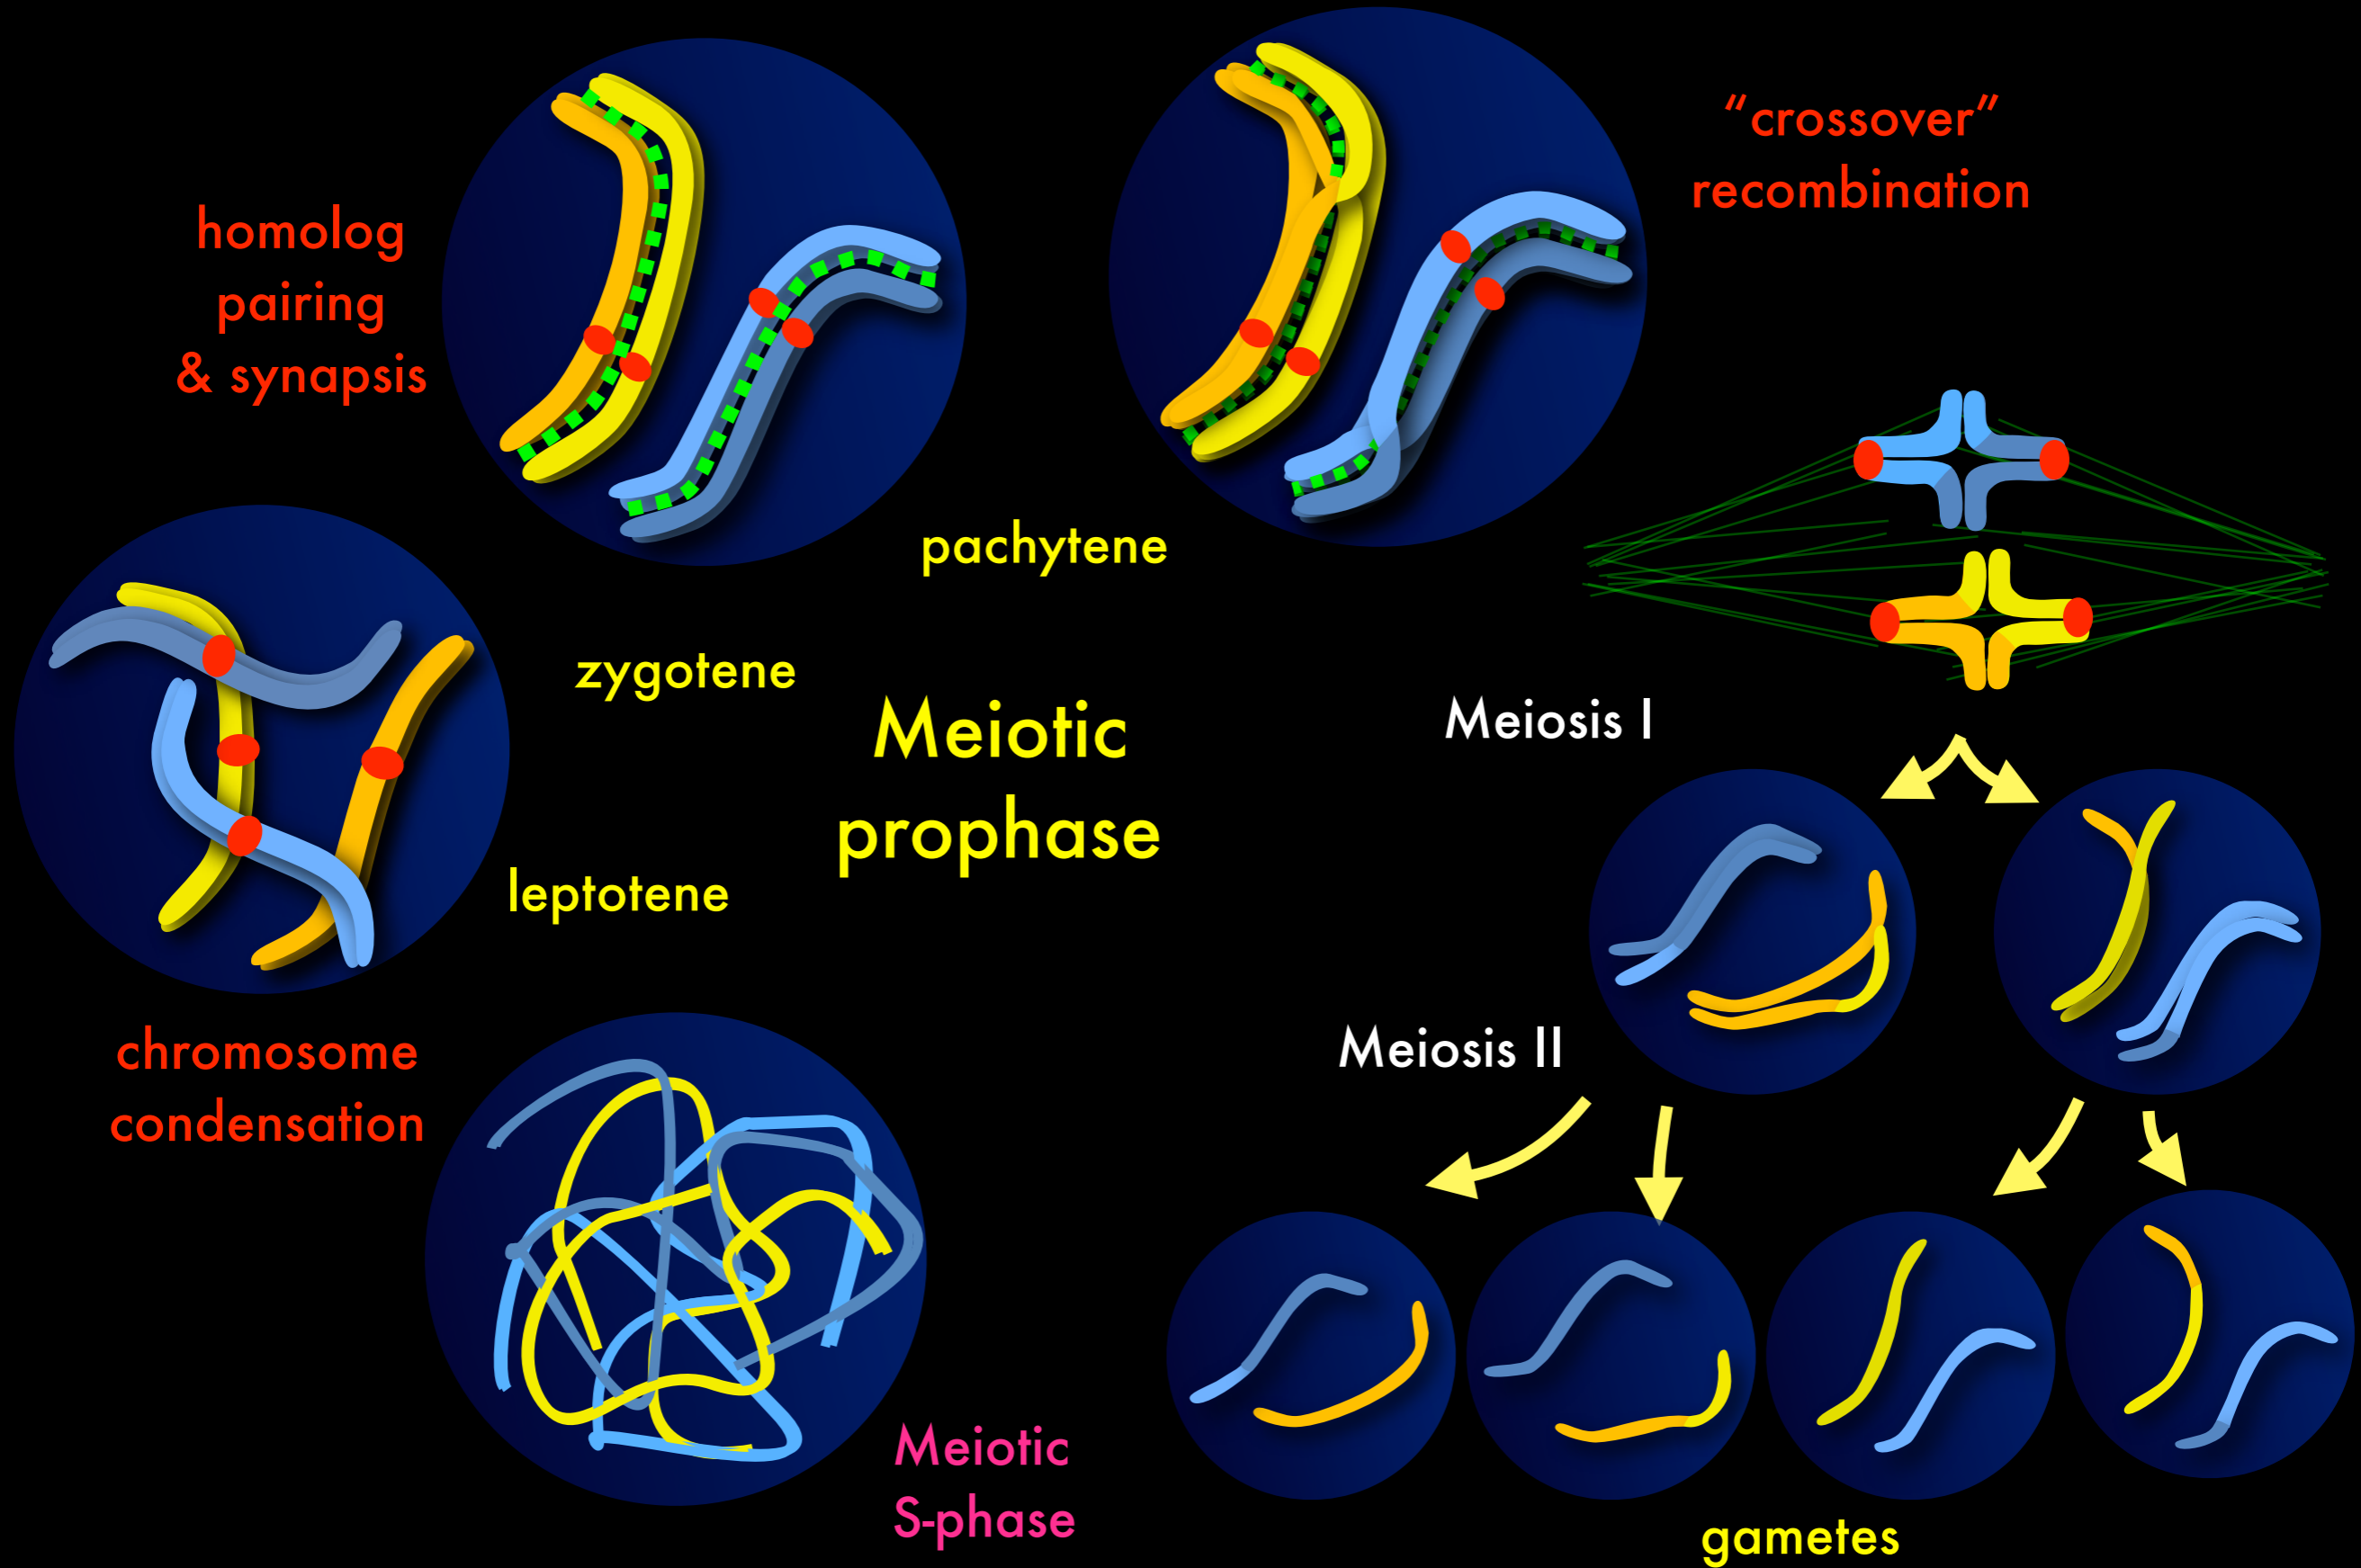 homolog
pairing
& synapsis
“crossover”
recombination
pachytene
zygotene
Meiotic
prophase
leptotene
chromosome
condensation
Meiotic
S-phase
Meiosis I
Meiosis II
gametes